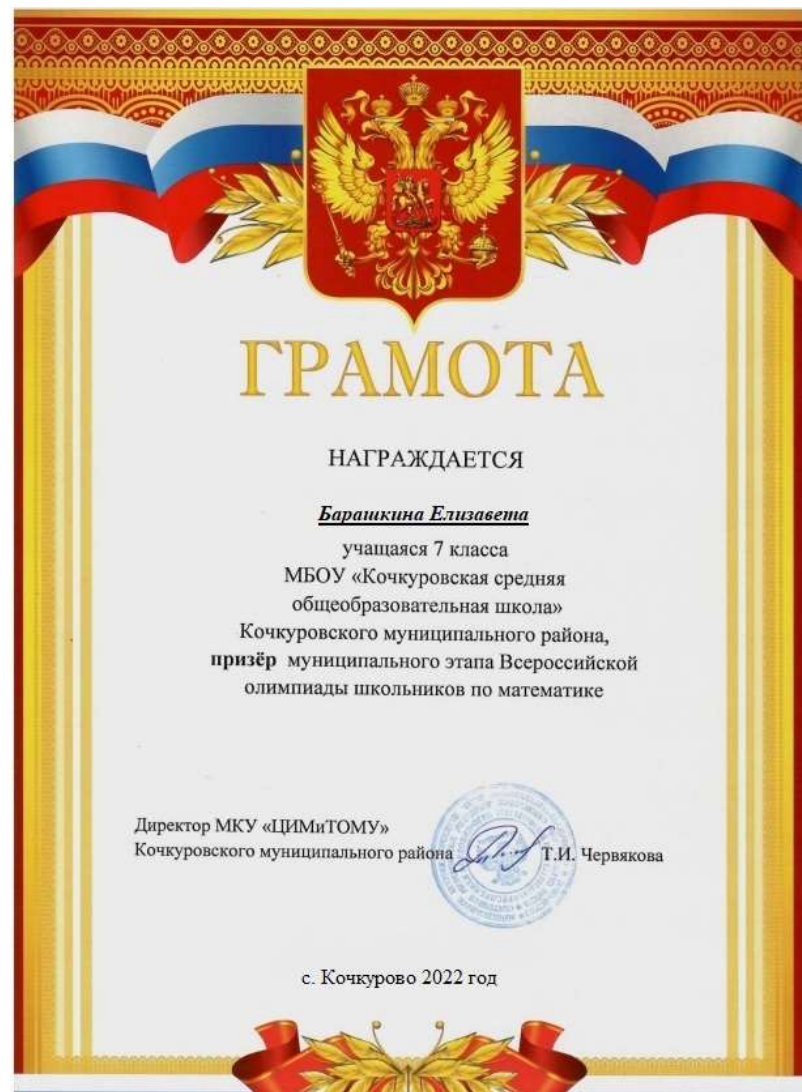 ГРАМОТА
НАГРАЖДАЕТСЯ
Барашкина Елизавета
учащаяся 7 класса
МБОУ «Кочкуровская средняя
общеобразовательная школа»
Кочкуровского муниципального района,
призёр муниципального этапа Всероссийской
олимпиады школьников по математике
Директор МКУ «ЦИМиТОМУ»
Кочкуровского муниципального района Т.И. Червякова
с. Кочкурово 2022 год